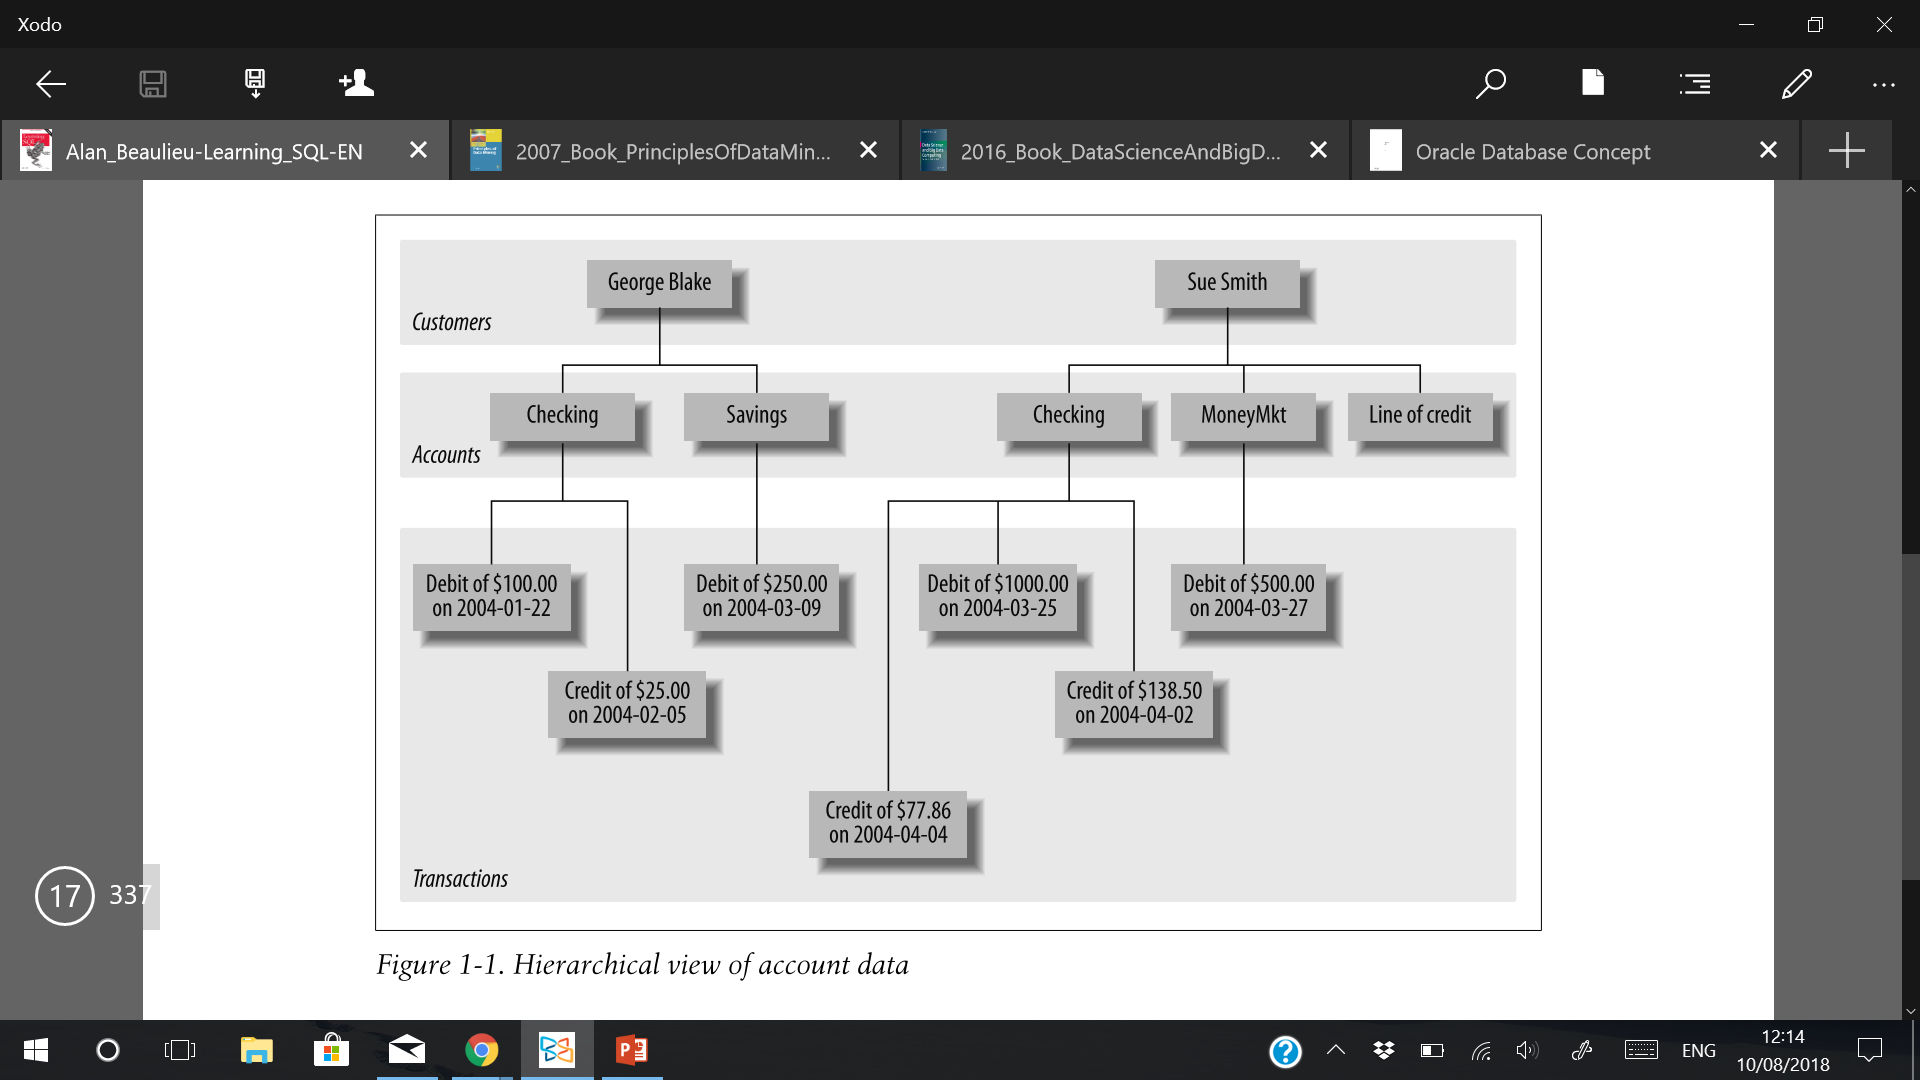 Xodo
Alan_Beaulieu-Learning_SQL-EN
2007_Book_PrinciplesOfDataMin...
2016_Book_DataScienceAndBigD...
Oracle Database Concept
George Blake
Sue Smith
Customers
Checking
Savings
Checking
MoneyMkt
Line of credit
Accounts
Debit of $100.00
on 2004-01-22
Debit of $250.00
on 2004-03-09
Debit of $1000.00
on 2004-03-25
Debit of $500.00
on 2004-03-27
Credit of $25.00
on 2004-02-05
Credit of $138.50
on 2004-04-02
Credit of $77.86
on 2004-04-04
Transactions
17 337
Figure 1-1. Hierarchical view of account data
ENG
12:14
10/08/2018